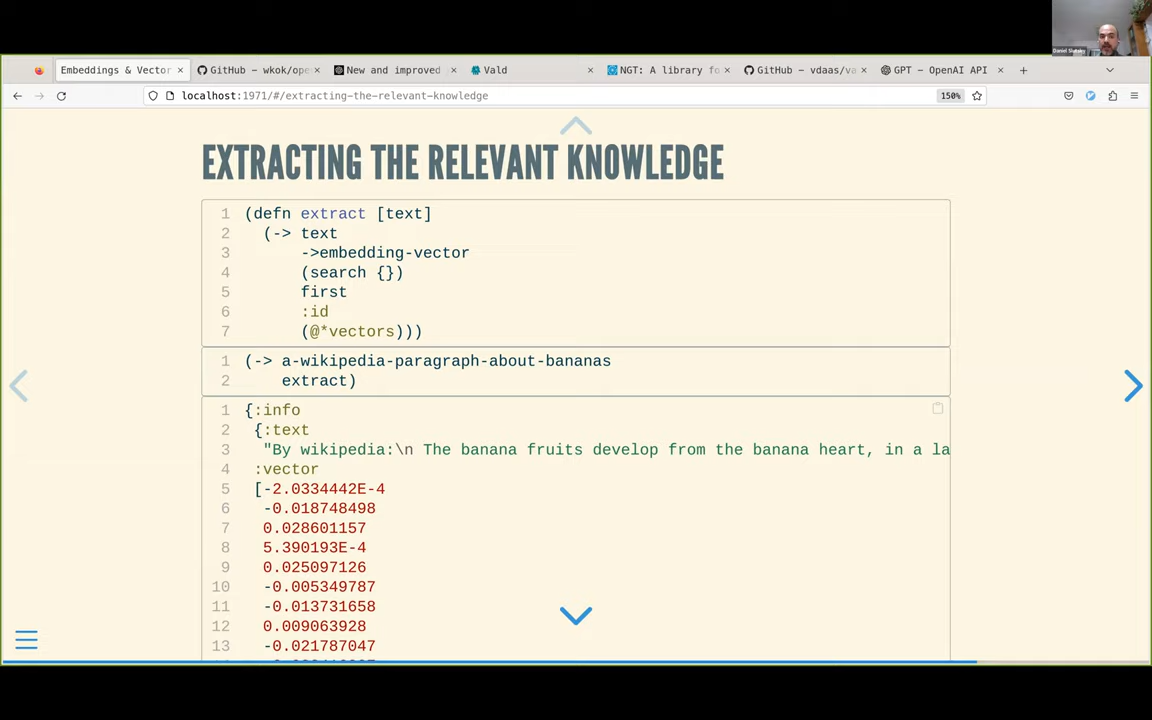 Daniel Slutsky
Embeddings & Vector
GitHub - wkok/ope
New and improved
Vald
NGT: A library fo
GitHub - vdaas/va
GPT - OpenAI API
localhost:1971/#/extracting-the-relevant-knowledge
150%
EXTRACTING THE RELEVANT KNOWLEDGE
1 (defn extract [text]
2 (-> text
3 ->embedding-vector
4 (search {})
5 first
6 :id
7 (@*vectors)))
1 (-> a-wikipedia-paragraph-about-bananas
2 extract)
1 {:info
2 {:text
3 "By wikipedia:\n The banana fruits develop from the banana heart, in a la
4 :vector
5 [-2.0334442E-4
6 -0.018748498
7 0.028601157
8 5.390193E-4
9 0.025097126
10 -0.005349787
11 -0.013731658
12 0.009063928
13 -0.021787047